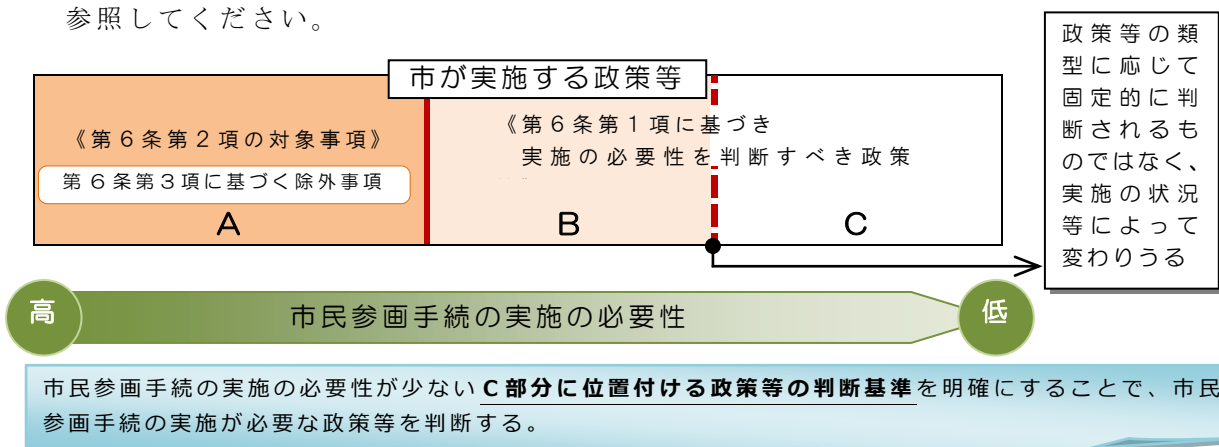 参照してください。
市が実施する政策等
《第６条第２項の対象事項》
第６条第３項に基づく除外事項
A
《第６条第１項に基づき
実施の必要性を判断すべき政策
B
C
政策等の類
型に応じて
固定的に判
断されるも
のではなく、
実施の状況
等によって
変わりうる
高
市民参画手続の実施の必要性
低
市民参画手続の実施の必要性が少ないC部分に位置付ける政策等の判断基準を明確にすることで、市民
参画手続の実施が必要な政策等を判断する。